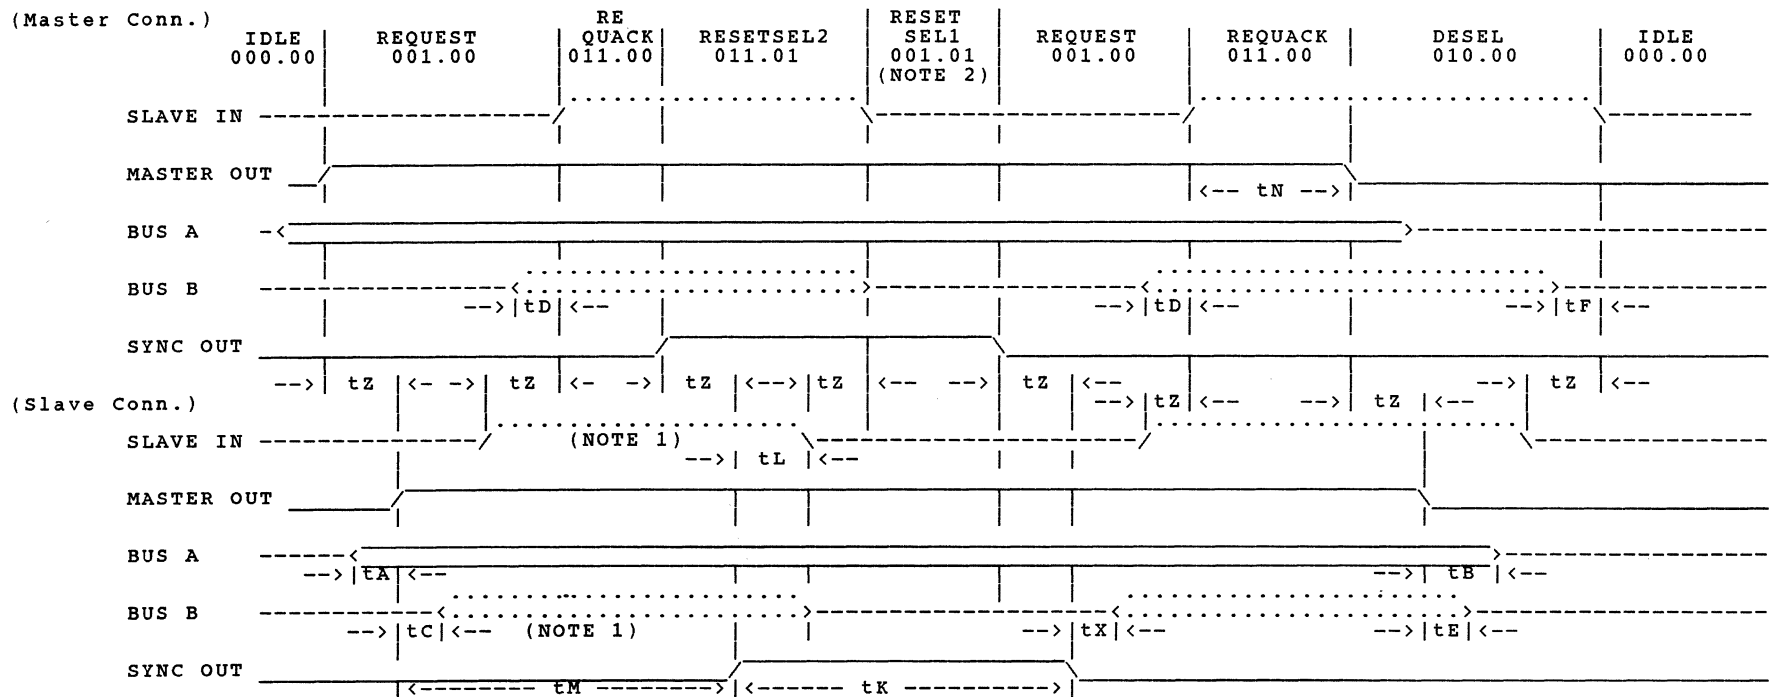 (Master Conn.) RE RESET
IDLE REQUEST QUACK RESETSEL2 SEL1 REQUEST REQUACK DESEL IDLE
000.00 001.00 011.00 011.01 001.01 001.00 011.00 010.00 000.00
(NOTE 2)
SLAVE IN
MASTER OUT
tN
BUS A
BUS B
tD tD tF
SYNC OUT
tZ tZ tZ tZ tZ tZ
(Slave Conn.) tZ tZ
SLAVE IN (NOTE 1)
tL
MASTER OUT
BUS A
tA tB
BUS B
tC (NOTE 1) tX tE
SYNC OUT
tM tK